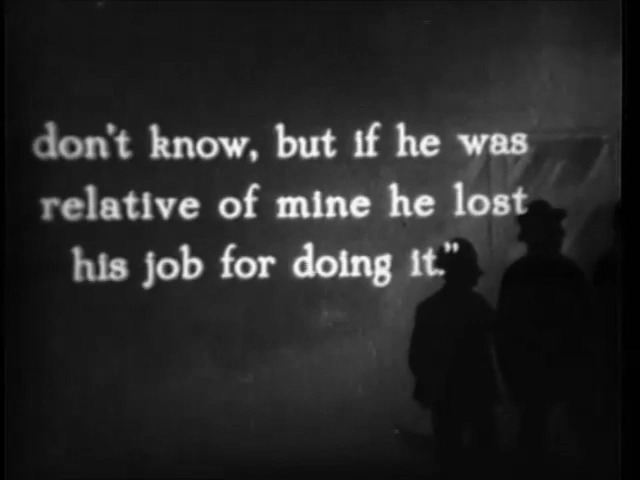 don't know, but if he was
relative of mine he lost
his job for doing it."